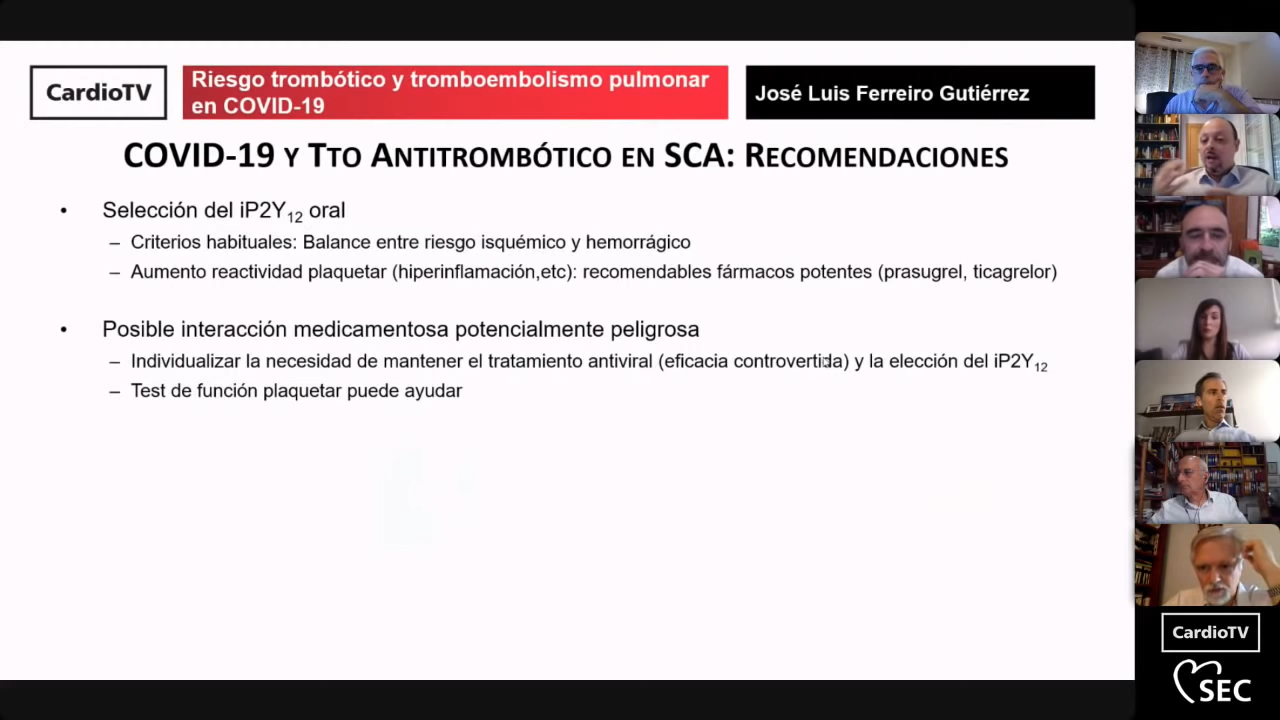 CardioTV
Riesgo trombótico y tromboembolismo pulmonar
en COVID-19
José Luis Ferreiro Gutiérrez
COVID-19 Y TTO ANTITROMBÓTICO EN SCA: RECOMENDACIONES
• Selección del iP2Y12 oral
– Criterios habituales: Balance entre riesgo isquémico y hemorrágico
– Aumento reactividad plaquetar (hiperinflamación,etc): recomendables fármacos potentes (prasugrel, ticagrelor)
• Posible interacción medicamentosa potencialmente peligrosa
– Individualizar la necesidad de mantener el tratamiento antiviral (eficacia controvertida) y la elección del iP2Y12
– Test de función plaquetar puede ayudar
CardioTV
SEC